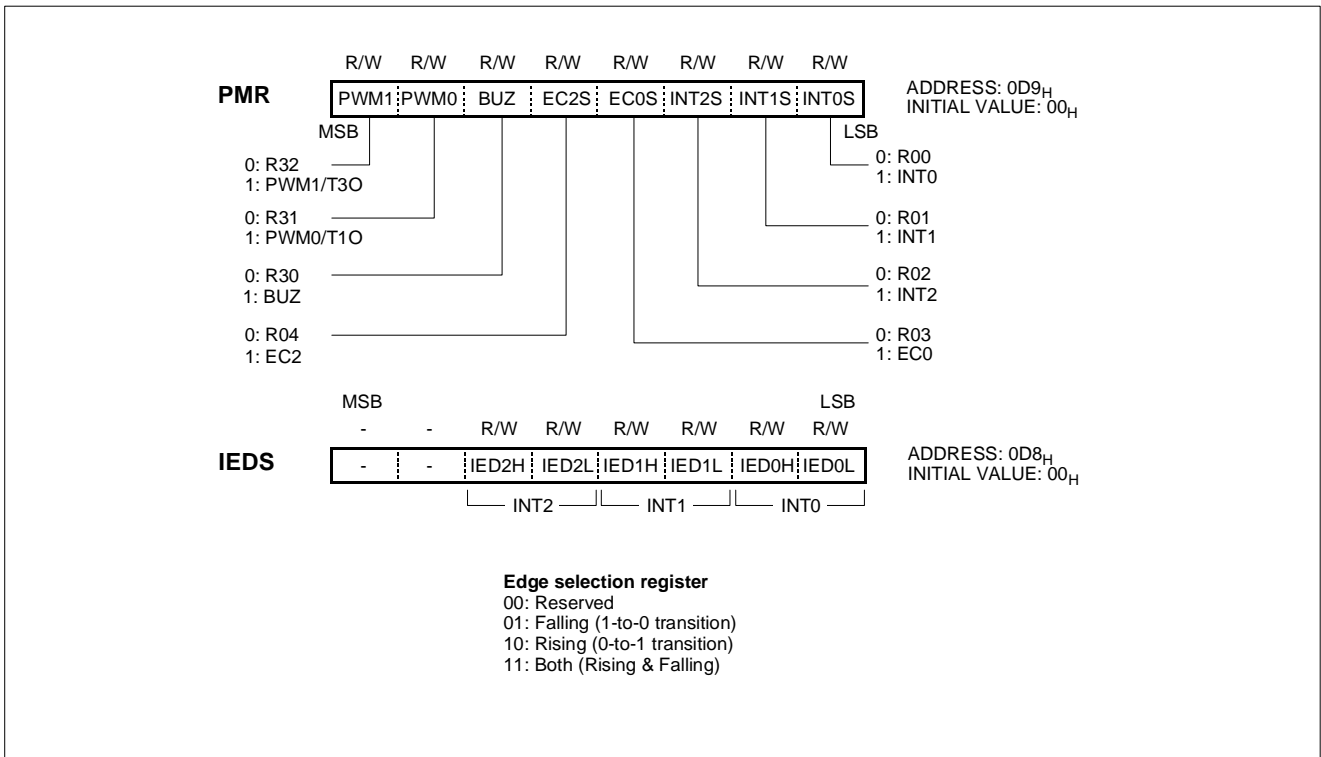 R/W R/W R/W R/W R/W R/W R/W R/W
PMR PWM1 PWM0 BUZ EC2S EC0S INT2S INT1S INT0S ADDRESS: 0D9H
INITIAL VALUE: 00H
MSB LSB
0: R32
1: PWM1/T3O
0: R31
1: PWM0/T1O
0: R30
1: BUZ
0: R04
1: EC2
0: R00
1: INT0
0: R01
1: INT1
0: R02
1: INT2
0: R03
1: EC0
MSB LSB
- - R/W R/W R/W R/W R/W R/W
IEDS - - IED2H IED2L IED1H IED1L IED0H IED0L ADDRESS: 0D8H
INITIAL VALUE: 00H
INT2 INT1 INT0
Edge selection register
00: Reserved
01: Falling (1-to-0 transition)
10: Rising (0-to-1 transition)
11: Both (Rising & Falling)